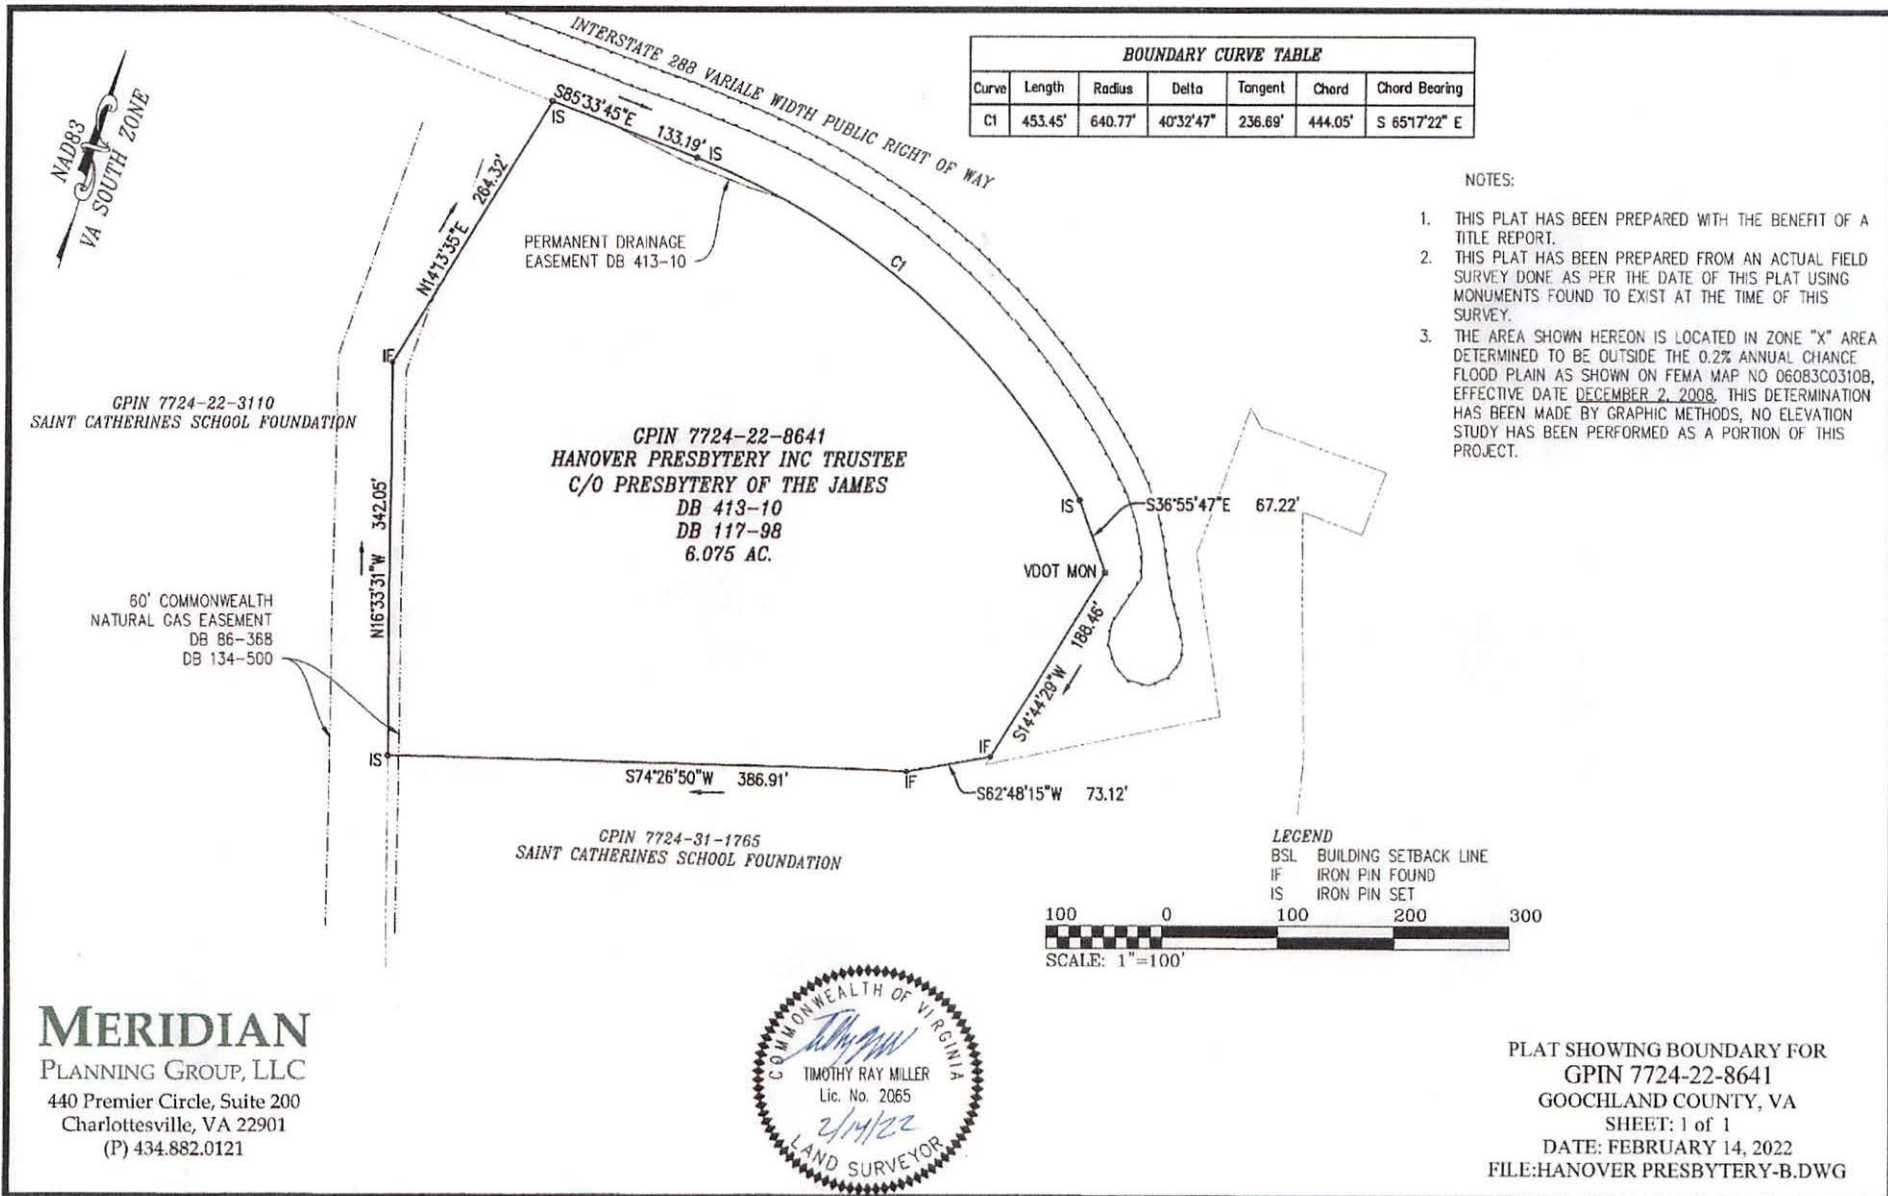 INTERSTATE 288 VARIALE WIDTH PUBLIC RIGHT OF WAY
BOUNDARY CURVE TABLE
Curve Length Radius Delta Tangent Chord Chord Bearing
C1 453.45' 640.77' 40°32'47" 236.69' 444.05' S 65°17'22" E
NAD83
VA SOUTH ZONE
S85°33'45"E 133.19'
IS
IS
N14°13'35"E 264.32'
PERMANENT DRAINAGE
EASEMENT DB 413-10
C1
NOTES:
1. THIS PLAT HAS BEEN PREPARED WITH THE BENEFIT OF A
TITLE REPORT.
2. THIS PLAT HAS BEEN PREPARED FROM AN ACTUAL FIELD
SURVEY DONE AS PER THE DATE OF THIS PLAT USING
MONUMENTS FOUND TO EXIST AT THE TIME OF THIS
SURVEY.
3. THE AREA SHOWN HEREON IS LOCATED IN ZONE "X" AREA
DETERMINED TO BE OUTSIDE THE 0.2% ANNUAL CHANCE
FLOOD PLAIN AS SHOWN ON FEMA MAP NO 06083C0310B,
EFFECTIVE DATE DECEMBER 2, 2008. THIS DETERMINATION
HAS BEEN MADE BY GRAPHIC METHODS, NO ELEVATION
STUDY HAS BEEN PERFORMED AS A PORTION OF THIS
PROJECT.
IF
GPIN 7724-22-3110
SAINT CATHERINES SCHOOL FOUNDATION
GPIN 7724-22-8641
HANOVER PRESBYTERY INC TRUSTEE
C/O PRESBYTERY OF THE JAMES
DB 413-10
DB 117-98
6.075 AC.
N16°33'31"W 342.05'
IS
S36°55'47"E 67.22'
VDOT MON
60' COMMONWEALTH
NATURAL GAS EASEMENT
DB 86-368
DB 134-500
S14°44'29"W 188.46'
IS
IF
IF
S74°26'50"W 386.91'
S62°48'15"W 73.12'
GPIN 7724-31-1765
SAINT CATHERINES SCHOOL FOUNDATION
LEGEND
BSL BUILDING SETBACK LINE
IF IRON PIN FOUND
IS IRON PIN SET
100 0 100 200 300
SCALE: 1"=100'
MERIDIAN
PLANNING GROUP, LLC
440 Premier Circle, Suite 200
Charlottesville, VA 22901
(P) 434.882.0121
COMMONWEALTH OF VIRGINIA
TIMOTHY RAY MILLER
Lic. No. 2065
2/14/22
LAND SURVEYOR
PLAT SHOWING BOUNDARY FOR
GPIN 7724-22-8641
GOOCHLAND COUNTY, VA
SHEET: 1 of 1
DATE: FEBRUARY 14, 2022
FILE:HANOVER PRESBYTERY-B.DWG